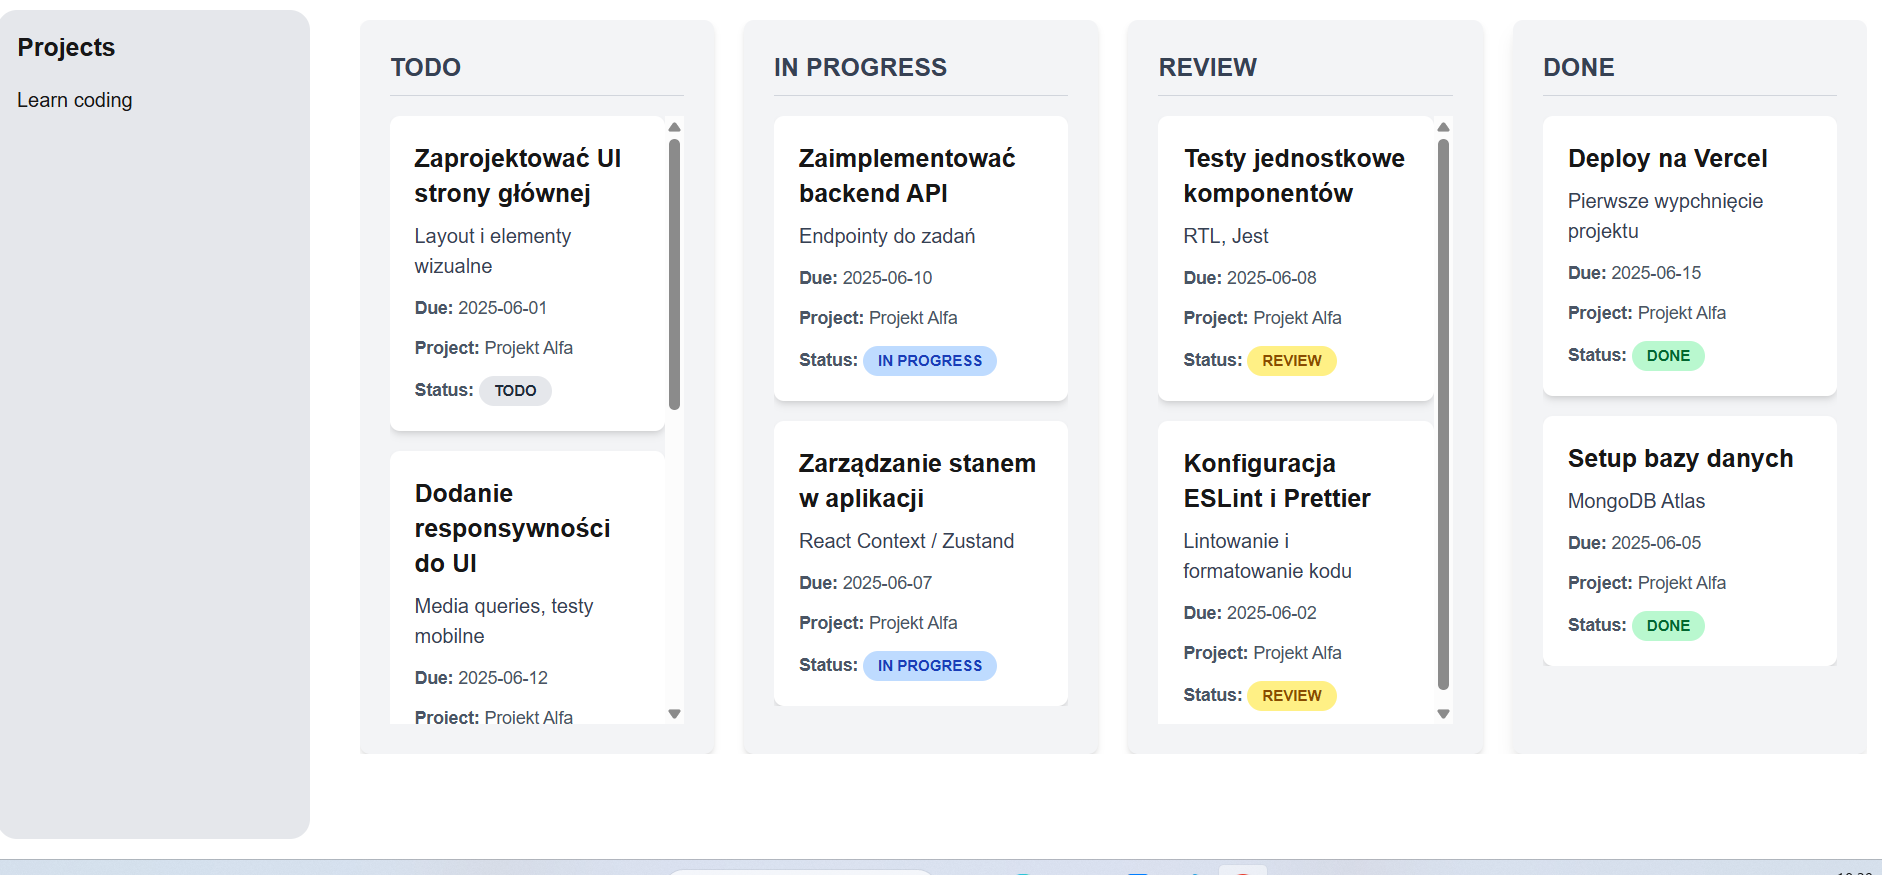 Projects
Learn coding
TODO
Zaprojektować UI
strony głównej
Layout i elementy
wizualne
Due: 2025-06-01
Project: Projekt Alfa
Status: TODO
Dodanie
responsywności
do UI
Media queries, testy
mobilne
Due: 2025-06-12
Project: Projekt Alfa
IN PROGRESS
Zaimplementować
backend API
Endpointy do zadań
Due: 2025-06-10
Project: Projekt Alfa
Status: IN PROGRESS
Zarządzanie stanem
w aplikacji
React Context / Zustand
Due: 2025-06-07
Project: Projekt Alfa
Status: IN PROGRESS
REVIEW
Testy jednostkowe
komponentów
RTL, Jest
Due: 2025-06-08
Project: Projekt Alfa
Status: REVIEW
Konfiguracja
ESLint i Prettier
Lintowanie i
formatowanie kodu
Due: 2025-06-02
Project: Projekt Alfa
Status: REVIEW
DONE
Deploy na Vercel
Pierwsze wypchnięcie
projektu
Due: 2025-06-15
Project: Projekt Alfa
Status: DONE
Setup bazy danych
MongoDB Atlas
Due: 2025-06-05
Project: Projekt Alfa
Status: DONE